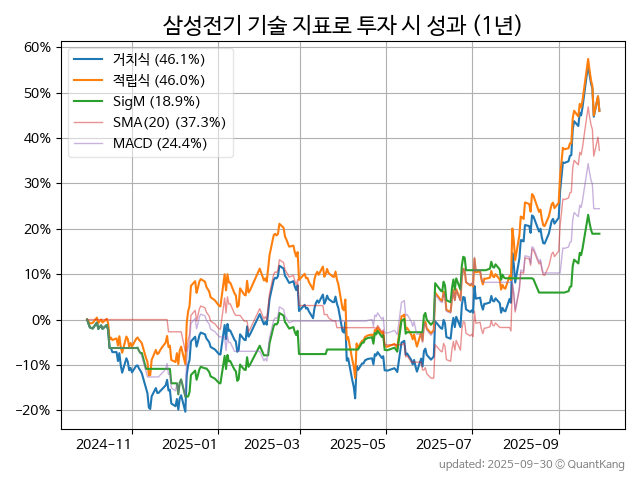 삼성전기 기술 지표로 투자 시 성과 (1년)
60%
50%
40%
30%
20%
10%
0%
−10%
−20%
거치식 (46.1%)
적립식 (46.0%)
SigM (18.9%)
SMA(20) (37.3%)
MACD (24.4%)
2024-11 2025-01 2025-03 2025-05 2025-07 2025-09
updated: 2025-09-30 © QuantKang